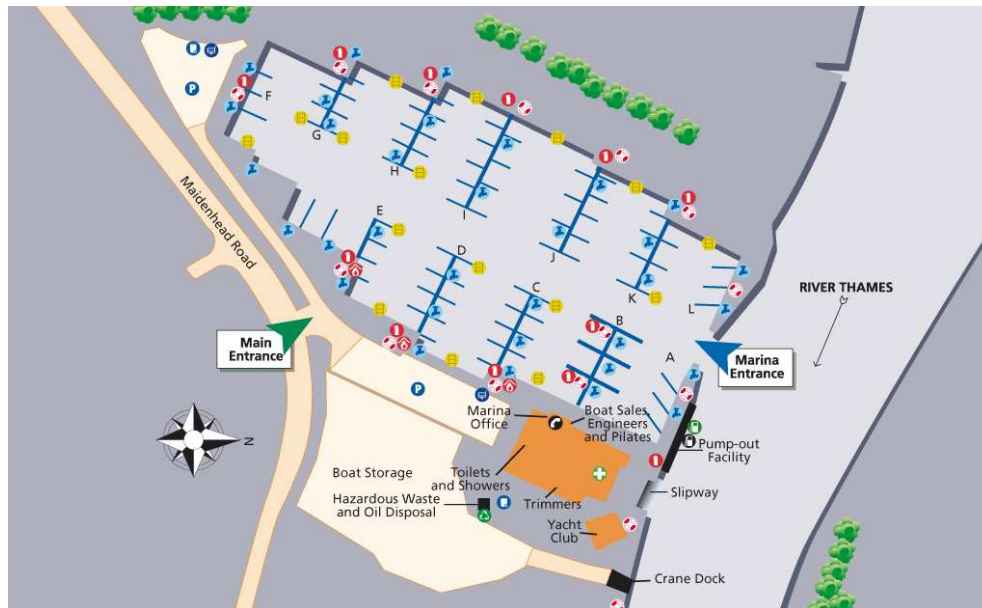 P
F
G
H
I
J
K
L
E
D
C
B
A
Maidenhead Road
RIVER THAMES
Main
Entrance
Marina
Entrance
P
Marina
Office
Boat Sales,
Engineers
and Pilates
Pump-out
Facility
Boat Storage
Toilets
and Showers
Slipway
Hazardous Waste
and Oil Disposal
Trimmers
Yacht
Club
Crane Dock
N